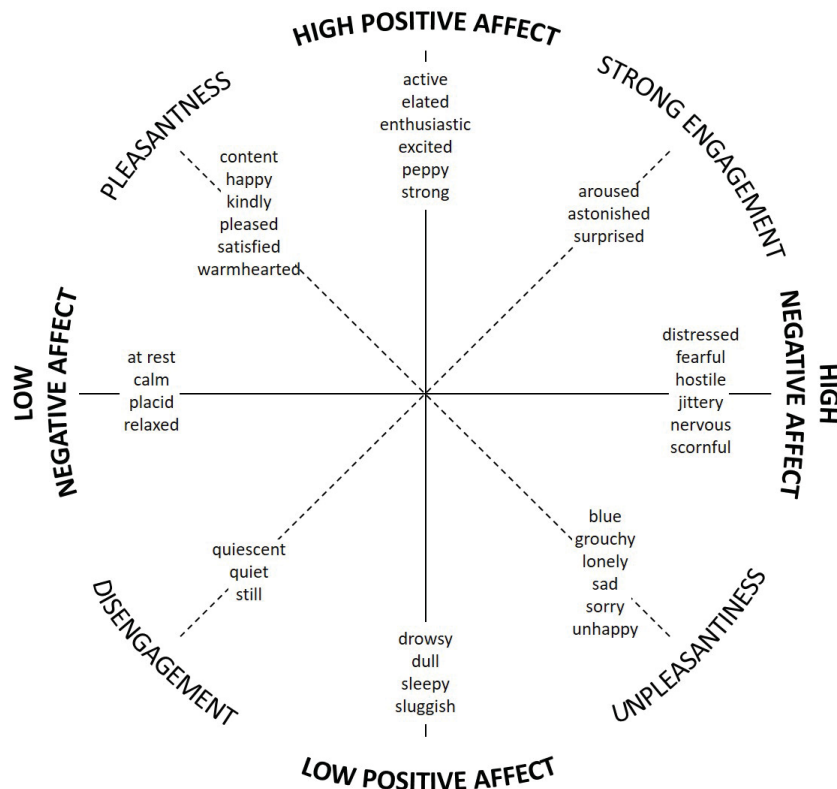 HIGH POSITIVE AFFECT
active
elated
enthusiastic
excited
peppy
strong
STRONG ENGAGEMENT
aroused
astonished
surprised
HIGH
NEGATIVE AFFECT
distressed
fearful
hostile
jittery
nervous
scornful
UNPLEASANTINESS
blue
grouchy
lonely
sad
sorry
unhappy
LOW POSITIVE AFFECT
drowsy
dull
sleepy
sluggish
DISENGAGEMENT
quiescent
quiet
still
LOW
NEGATIVE AFFECT
at rest
calm
placid
relaxed
PLEASANTNESS
content
happy
kindly
pleased
satisfied
warmhearted